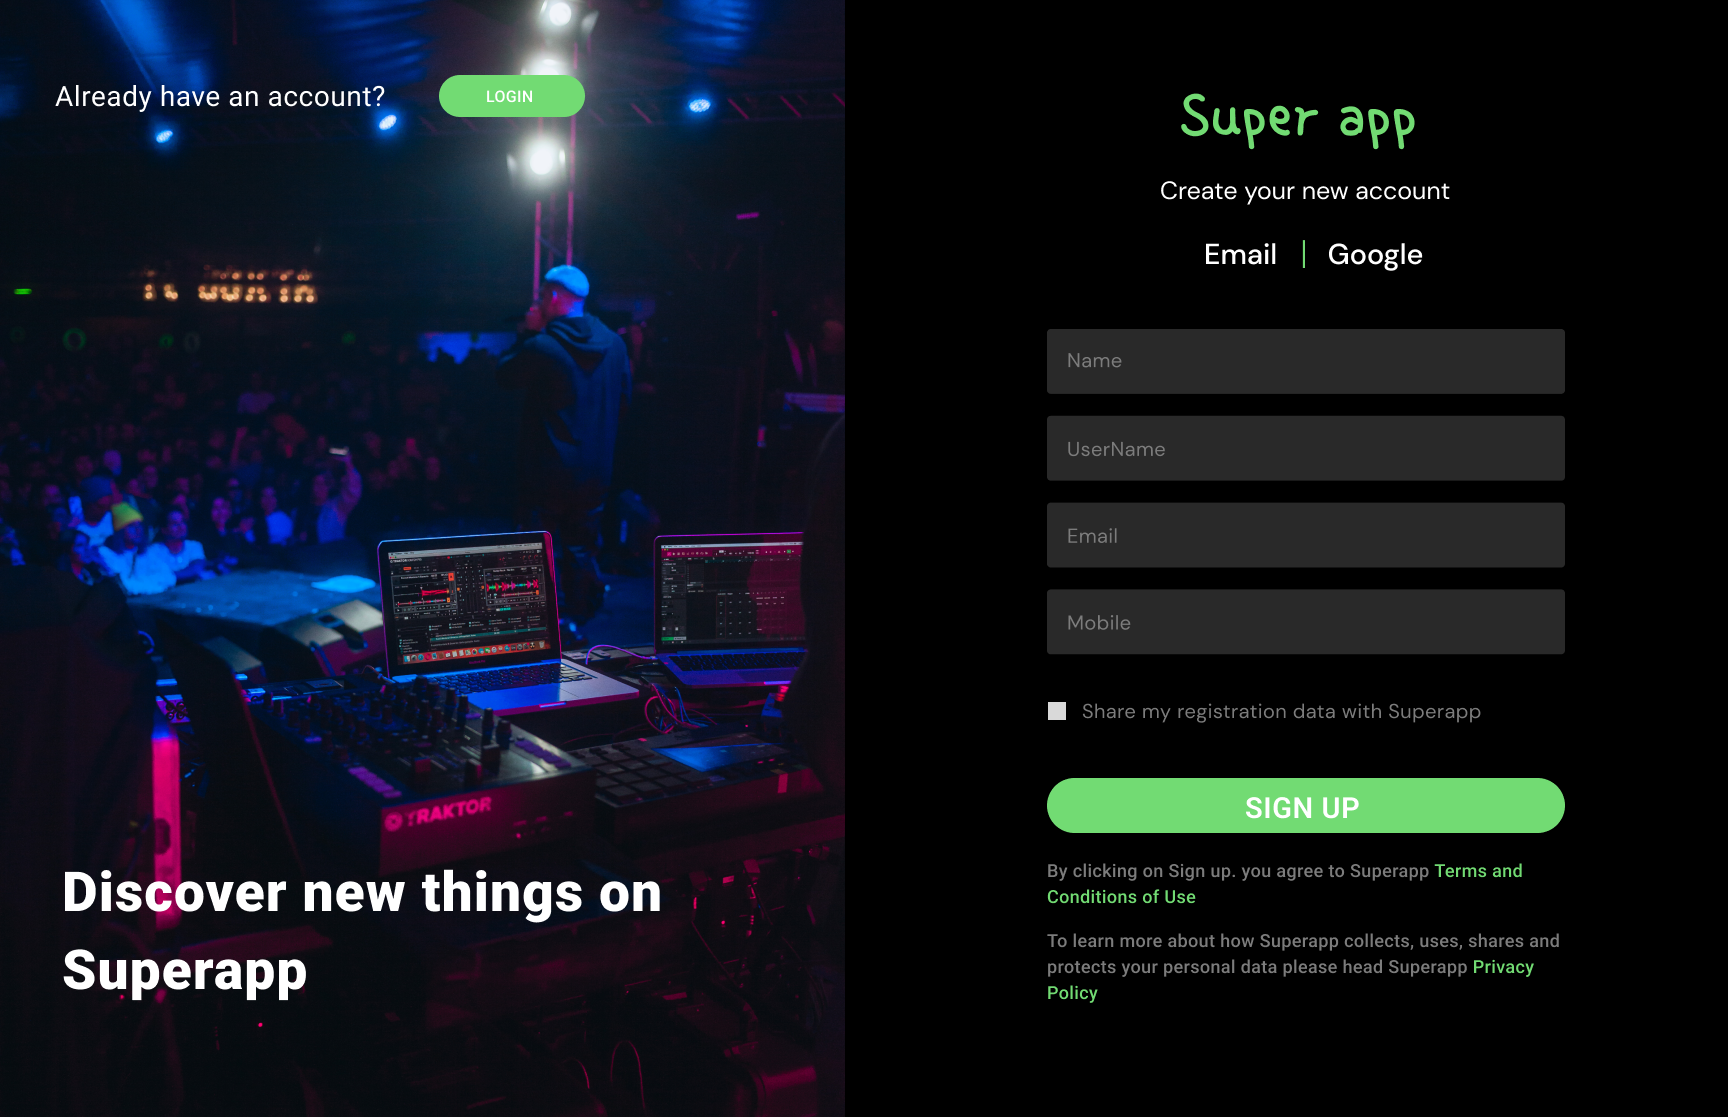 Already have an account?
LOGIN
TRAKTOR
Discover new things on
Superapp
Super app
Create your new account
Email | Google
Name
UserName
Email
Mobile
Share my registration data with Superapp
SIGN UP
By clicking on Sign up. you agree to Superapp Terms and
Conditions of Use
To learn more about how Superapp collects, uses, shares and
protects your personal data please head Superapp Privacy
Policy